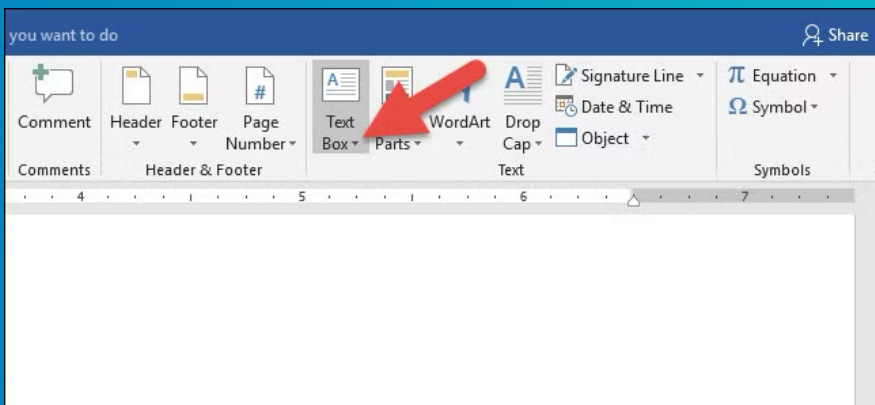 you want to do
Share
Comment
Header
Footer
Page
Number
Text
Box
Parts
WordArt
Drop
Cap
Signature Line
Date & Time
Object
π Equation
Ω Symbol
Comments
Header & Footer
Text
Symbols
4 5 6 7